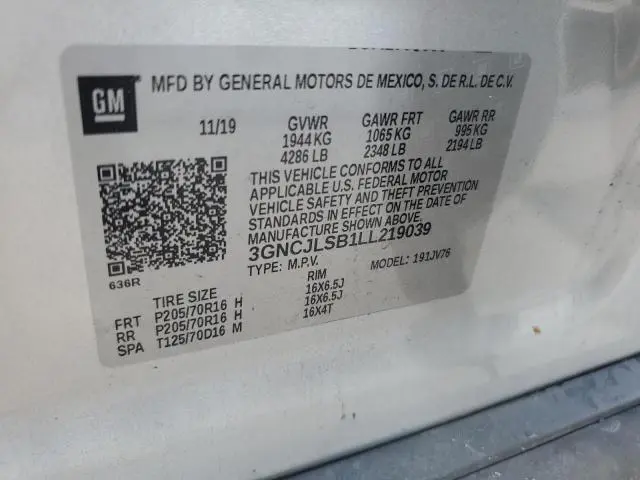 GM
MFD BY GENERAL MOTORS DE MEXICO, S. DE R.L. DE C.V.
11/19 GVWR GAWR FRT GAWR RR
1944 KG 1065 KG 995 KG
4286 LB 2348 LB 2194 LB
THIS VEHICLE CONFORMS TO ALL
APPLICABLE U.S. FEDERAL MOTOR
VEHICLE SAFETY AND THEFT PREVENTION
STANDARDS IN EFFECT ON THE DATE OF
MANUFACTURE SHOWN ABOVE.
3GNCJLSB1LL219039
TYPE: M.P.V. MODEL: 191JV76
636R
TIRE SIZE RIM
FRT P205/70R16 H 16X6.5J
RR P205/70R16 H 16X6.5J
SPA T125/70D16 M 16X4T